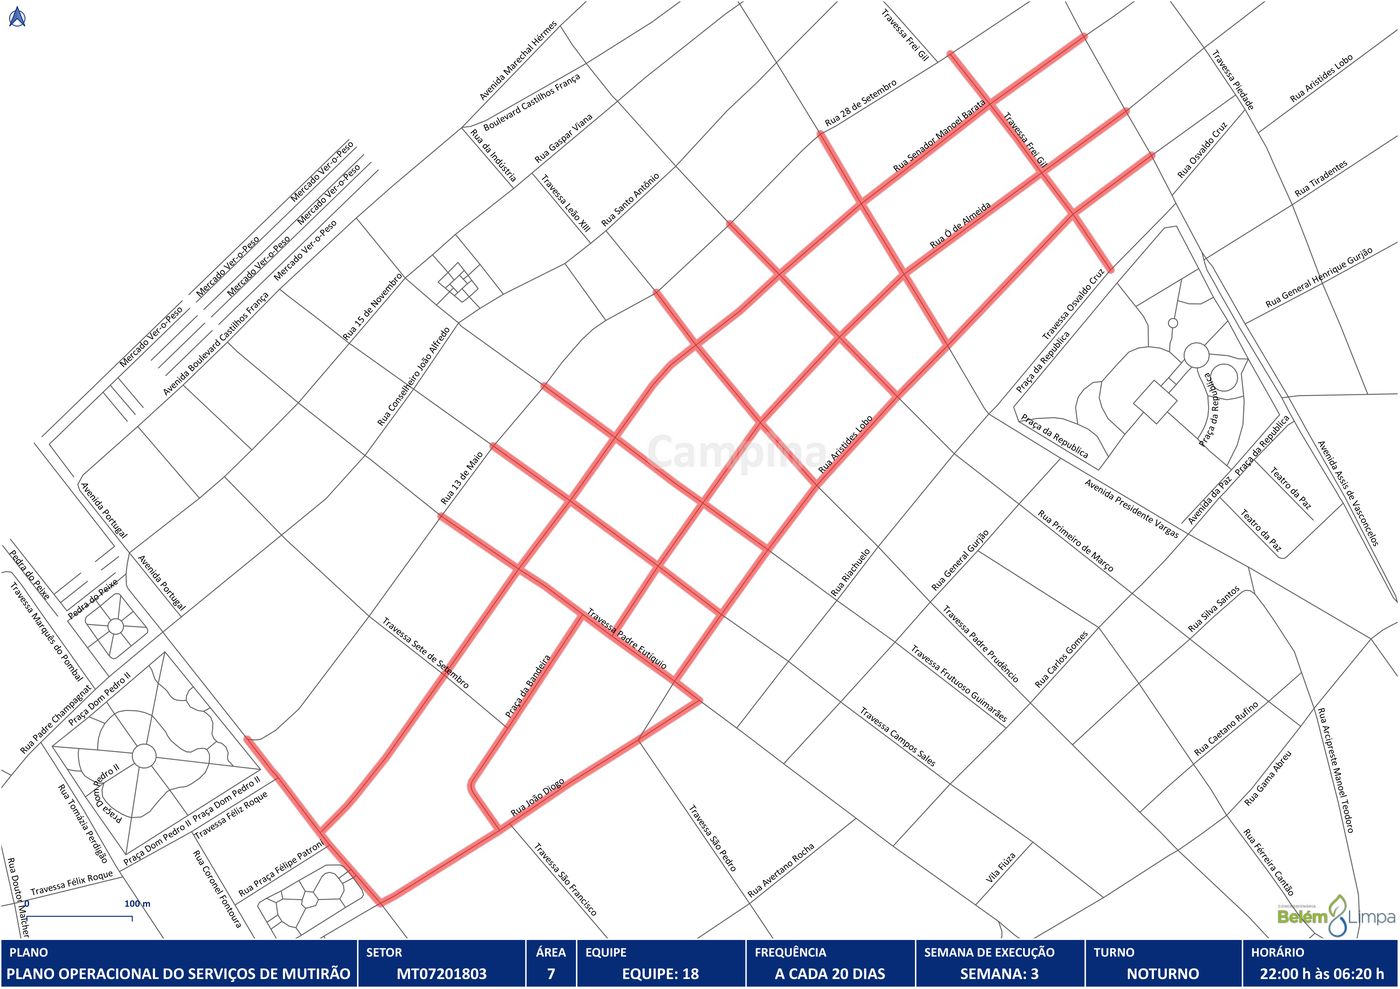 Avenida Marechal Hérmes
Travessa Frei Gil
Boulevard Castilhos França
Rua 28 de Setembro
Travessa Piedade
Rua Aristides Lobo
Rua da Indústria
Rua Gaspar Viana
Rua Senador Manoel Barata
Travessa Frei Gil
Rua Osvaldo Cruz
Mercado Ver-o-Peso
Mercado Ver-o-Peso
Mercado Ver-o-Peso
Mercado Ver-o-Peso
Mercado Ver-o-Peso
Mercado Ver-o-Peso
Travessa Leão XIII
Rua Santo Antônio
Rua Ó de Almeida
Rua Tiradentes
Rua General Henrique Gurjão
Avenida Boulevard Castilhos França
Rua 15 de Novembro
Rua Conselheiro João Alfredo
Travessa Osvaldo Cruz
Praça da Republica
Praça da Republica
Praça da Republica
Praça da Republica
Campina
Rua Aristides Lobo
Rua 13 de Maio
Avenida Portugal
Avenida Portugal
Avenida Presidente Vargas
Avenida da Paz
Teatro da Paz
Teatro da Paz
Avenida Assis de Vasconcelos
Rua Primeiro de Março
Rua General Gurjão
Rua Riachuelo
Pedra do Peixe
Pedra do Peixe
Travessa Marquês do Pombal
Travessa Sete de Setembro
Travessa Padre Eutíquio
Praça da Bandeira
Travessa Padre Prudêncio
Travessa Frutuoso Guimarães
Rua Carlos Gomes
Rua Silva Santos
Rua Padre Champagnat
Praça Dom Pedro II
Praça Dom Pedro II
Praça Dom Pedro II
Praça Dom Pedro II
Travessa Campos Sales
Rua Caetano Rufino
Rua Arcipreste Manoel Teodoro
Rua Gama Abreu
Rua João Diogo
Travessa São Pedro
Travessa São Francisco
Rua Avertano Rocha
Vila Fiúza
Rua Férreira Cantão
Rua Tomázia Perdigão
Travessa Féliz Roque
Travessa Félix Roque
Rua Coronel Fontoura
Rua Praça Félipe Patroni
Rua Doutor Malcher
0 100 m
CONCESSIONÁRIA
Belém Limpa
PLANO SETOR ÁREA EQUIPE FREQUÊNCIA SEMANA DE EXECUÇÃO TURNO HORÁRIO
PLANO OPERACIONAL DO SERVIÇOS DE MUTIRÃO MT07201803 7 EQUIPE: 18 A CADA 20 DIAS SEMANA: 3 NOTURNO 22:00 h às 06:20 h